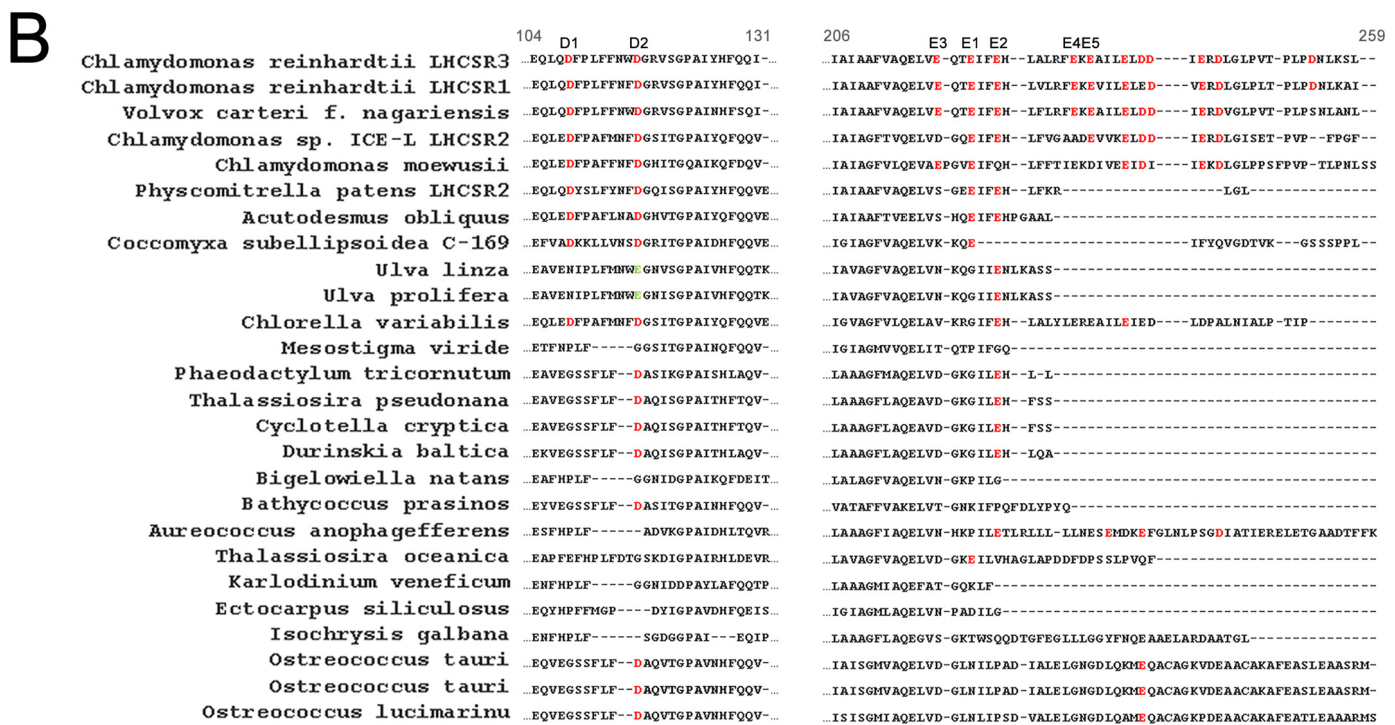 B
104 131 206 259
D1 D2 E3 E1 E2 E4E5
Chlamydomonas reinhardtii LHCSR3 …EQLQDFPLFFNWDGRVSGPAIYHFQQI-… …IAIAAFVAQELVE-QTEIFEH--LALRFEKEAILELDD----IERDLGLPVT-PLPDNLKSL--
Chlamydomonas reinhardtii LHCSR1 …EQLQDFPLFFNFDGRVSGPAIYHFQQI-… …IAIAAFVAQELVE-QTEIFEH--LVLRFEKEVILELED----VERDLGLPLT-PLPDNLKAI--
Volvox carteri f. nagariensis …EQLQDFPLFFNFDGRVSGPAINHFSQI-… …IAIAAFVAQELVE-QTEIFEH--LALRFEKEAILELDD----IERDVGLPVT-PLPSNLANL--
Chlamydomonas sp. ICE-L LHCSR2 …EQLEDFPAFMNFDGSITGPAIYHFQQV-… …IAIAGFTVQELVD-GQEIFEH--LFVGAADEVVKELDD----IERDLGISET-PVP--FPGF--
Chlamydomonas moewusii …EQLEDFPAFFNFDGHITGQAIKQFDQV-… …IAIAGFVLQEVAEPGVEIFQH--LFFTIEKDIVEEIDI----IEKDLGLPPSFPVP-TLPNLSS
Physcomitrella patens LHCSR2 …EQLQDYSLFYNFDGQISGPAIYHFQQVE… …IAIAAFVAQELVS-GEEIFEH--LFKR-------------------LGL---------------
Acutodesmus obliquus …EQLEDFPAFLNADGHVTGPAIYQFQQVE… …IAIAAFTVEELVS-HQEIFEHPGAAL--------------------------------------
Coccomyxa subellipsoidea C-169 …EFVADKKLLVNSDGRITGPAIHDFQQVE… …IGIAGFVAQELVK-KQE-------------------------IFYQVGDTVK---GSSSPPL--
Ulva linza …EAVENIPLFMNWEGNVSGPAIVHFQQTK… …IAVAGFVAQELVN-KQGIIENLKASS--------------------------------------
Ulva prolifera …EAVENIPLFMNWEGNISGPAIVHFQQTK… …IAVAGFVAQELVN-KQGIIENLKASS--------------------------------------
Chlorella variabilis …EQLEDFPAFMNFDGSITGPAIYQFQQVE… …IGVAGFVLQELAV-KRGIFEH--LALYLEREAILEIED----LDPALNIALP-TIP--------
Mesostigma viride …ETFNPLF-----GGSITGPAINQFQQV-… …IGIAGMVVQELIT-QTPIFGQ-------------------------------------------
Phaeodactylum tricornutum …EAVEGSSFLF--DASIKGPAISHLAQV-… …LAAAGFMAQELVD-GKGILEH--L-L--------------------------------------
Thalassiosira pseudonana …EAVEGSSFLF--DAQISGPAITHFTQV-… …LAAAGFLAQEAVD-GKGILEH--FSS--------------------------------------
Cyclotella cryptica …EAVEGSSFLF--DAQISGPAITHFTQV-… …LAAAGFLAQEAVD-GKGILEH--FSS--------------------------------------
Durinskia baltica …EKVEGSSFLF--DAQISGPAITHLAQV-… …LAAAGFLAQELVD-GKGILEH--LQA--------------------------------------
Bigelowiella natans …EAFHPLF-----GGNIDGPAIKQFDEIT… …LALAGFVAQELVN-GKPILG--------------------------------------------
Bathycoccus prasinos …EYVEGSSFLF--DASITGPAINHFQQV-… …VATAFFVAKELVT-GNKIFPQFDLYPYQ------------------------------------
Aureococcus anophagefferens …ESFHPLF------ADVKGPAIDHLTQVR… …LAAAGFIAQELVN-HKPILETLRLLL-LLNESEMDKEFGLNLPSGDIATIERELETGAADTFFK
Thalassiosira oceanica …EAPFEFHPLFDTGSKDIGPAIRHLDEVR… …LAVAGFVAQELVD-GKEILVHAGLAPDDFDPSSLPVQF--------------------------
Karlodinium veneficum …ENFHPLF-----GGNIDDPAYLAFQQTP… …LAAAGMIAQEFAT-GQKLF---------------------------------------------
Ectocarpus siliculosus …EQYHPFFMGP----DYIGPAVDHFQEIS… …IGIAGMLAQELVN-PADILG--------------------------------------------
Isochrysis galbana …ENFHPLF------SGDGGPAI---EQIP… …LAAAGFLAQEGVS-GKTWSQQDTGFEGLLLGGYFNQEAAELARDAATGL---------------
Ostreococcus tauri …EQVEGSSFLF--DAQVTGPAVNHFQQV-… …IAISGMVAQELVD-GLNILPAD-IALELGNGDLQKMEQACAGKVDEAACAKAFEASLEAASRM-
Ostreococcus tauri …EQVEGSSFLF--DAQVTGPAVNHFQQV-… …IAISGMVAQELVD-GLNILPAD-IALELGNGDLQKMEQACAGKVDEAACAKAFEASLEAASRM-
Ostreococcus lucimarinu …EQVEGSSFLF--DAQVTGPAVNHFQQV-… …ISISGMVAQELVD-GLNLIPSD-VALELGNGDLQAMEQACAGKPDEAACAKAFEATLEAAARMS